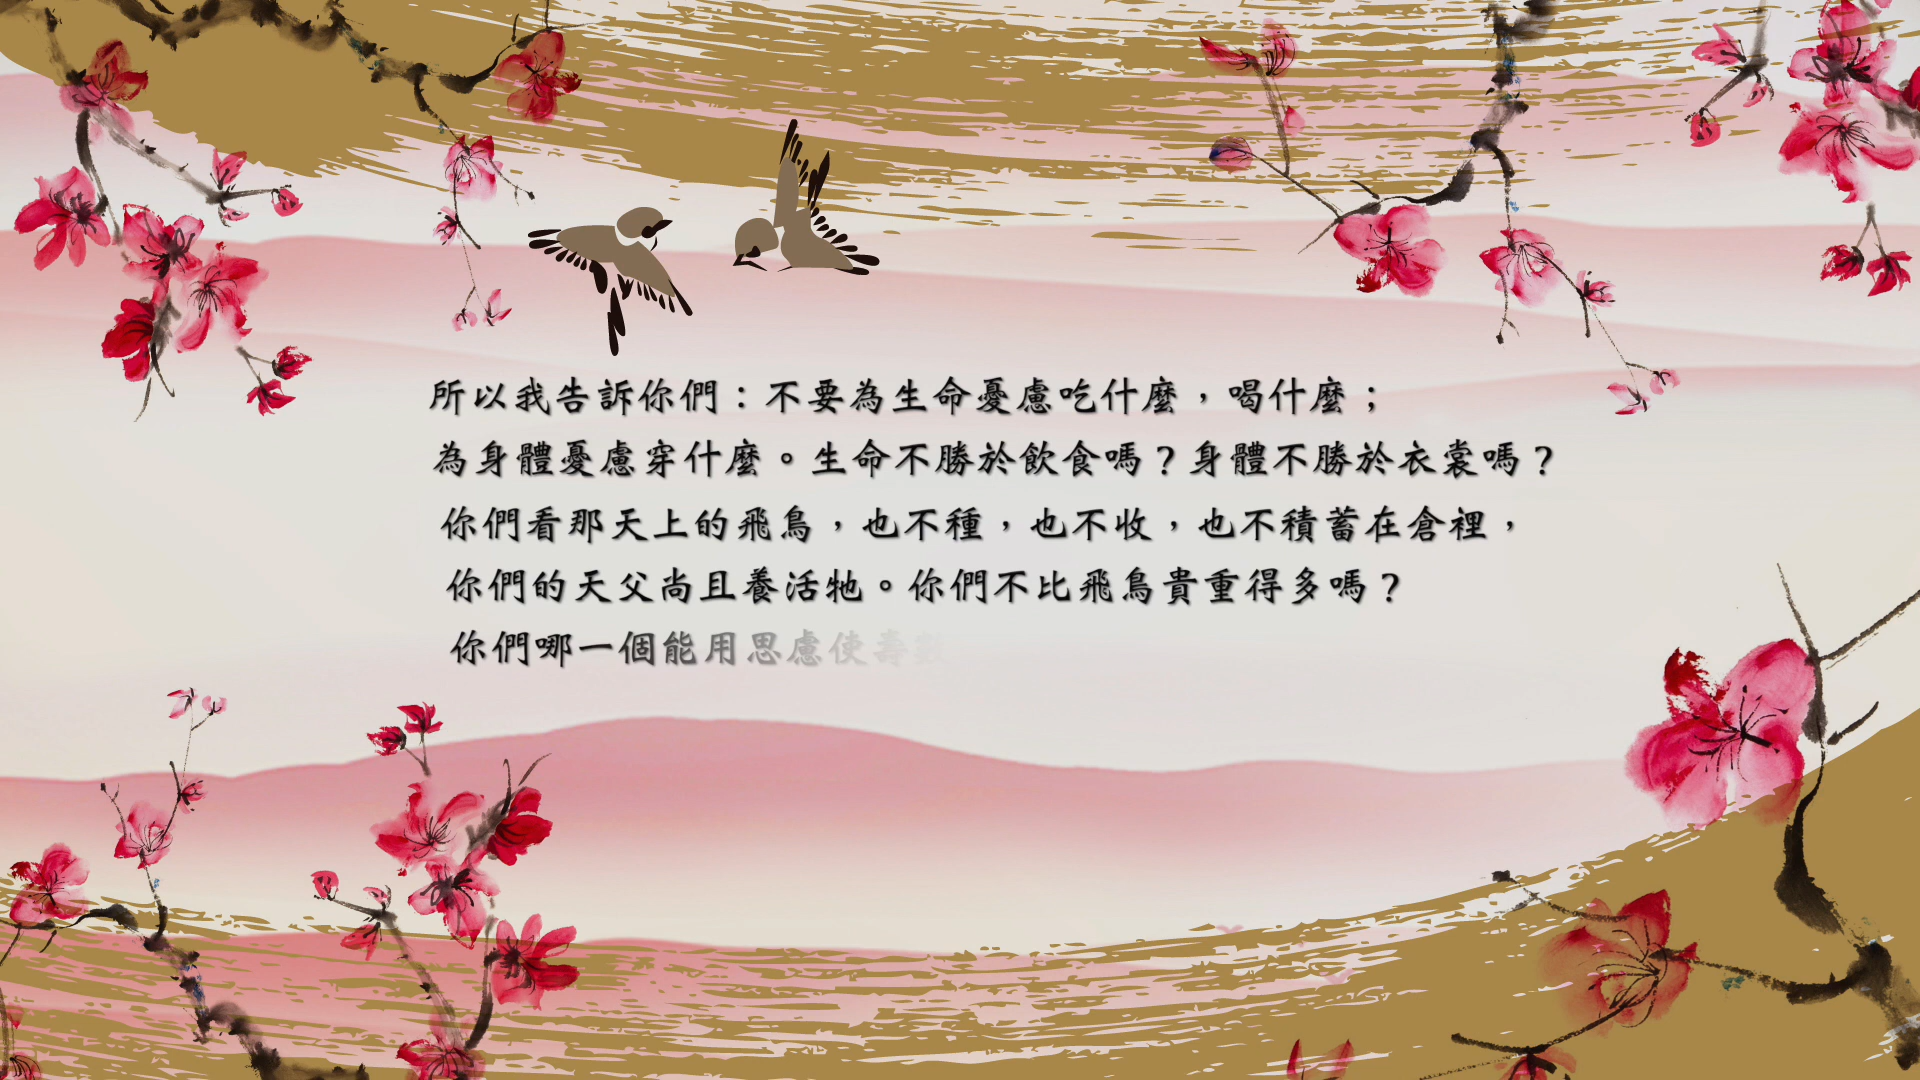 所以我告訴你們：不要為生命憂慮吃什麼，喝什麼；
為身體憂慮穿什麼。生命不勝於飲食嗎？身體不勝於衣裳嗎？
你們看那天上的飛鳥，也不種，也不收，也不積蓄在倉裡，
你們的天父尚且養活牠。你們不比飛鳥貴重得多嗎？
你們哪一個能用思慮使壽數